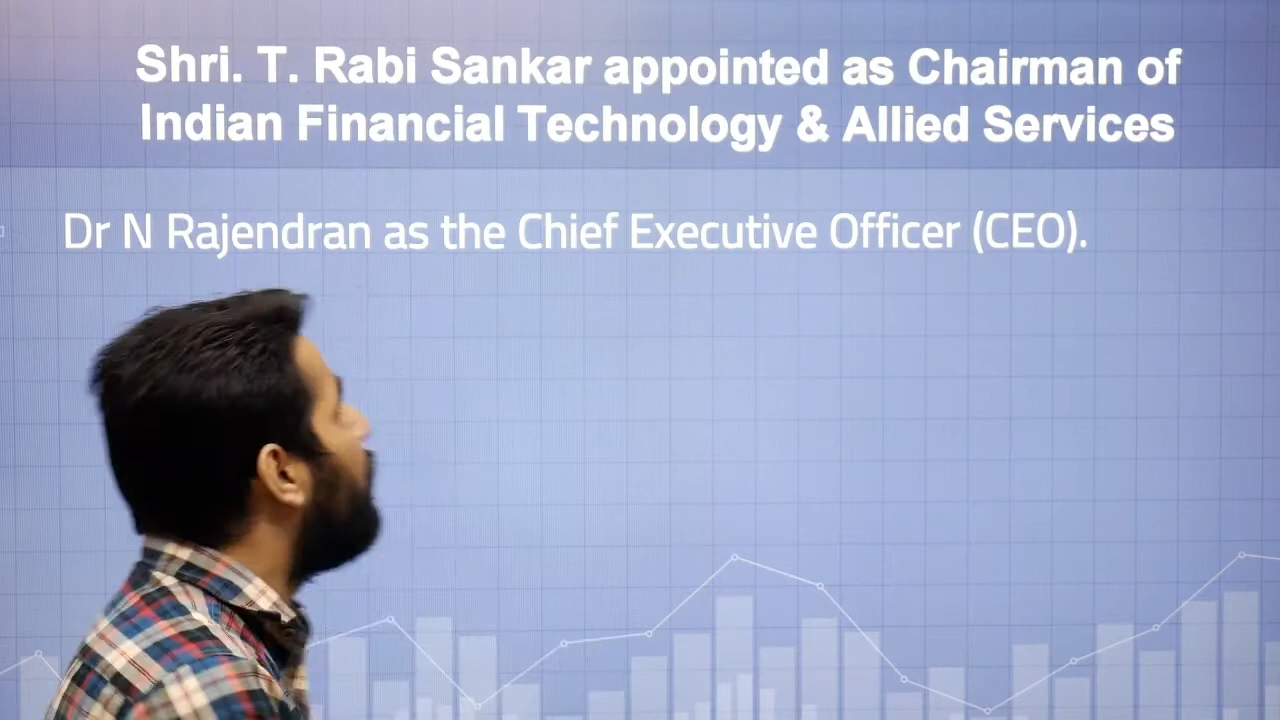 Shri. T. Rabi Sankar appointed as Chairman of
Indian Financial Technology & Allied Services
Dr N Rajendran as the Chief Executive Officer (CEO).